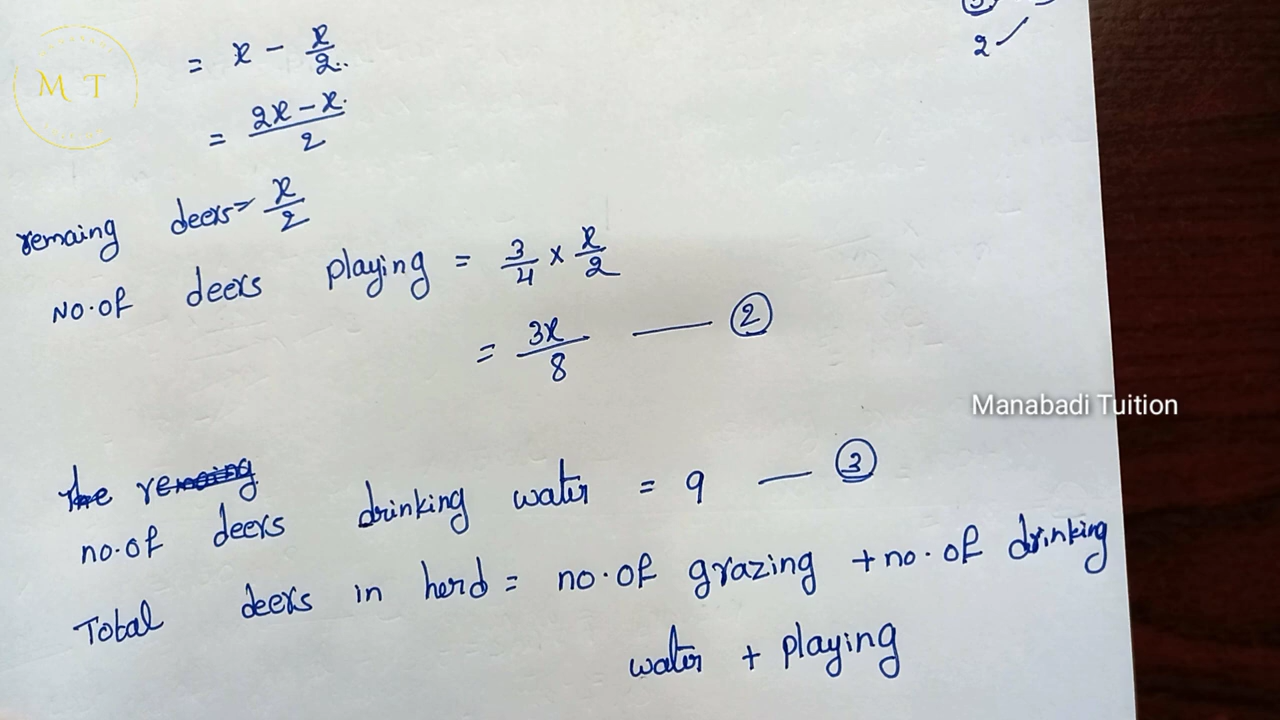 = x - x/2
2
= 2x - x/2
M T
remaing deers = x/2
No. of deers playing = 3/4 × x/2
= 3x/8 —— ②
Manabadi Tuition
the remaing
no. of deers drinking water = 9 — ③
Total deers in herd = no. of grazing + no. of drinking
water + playing